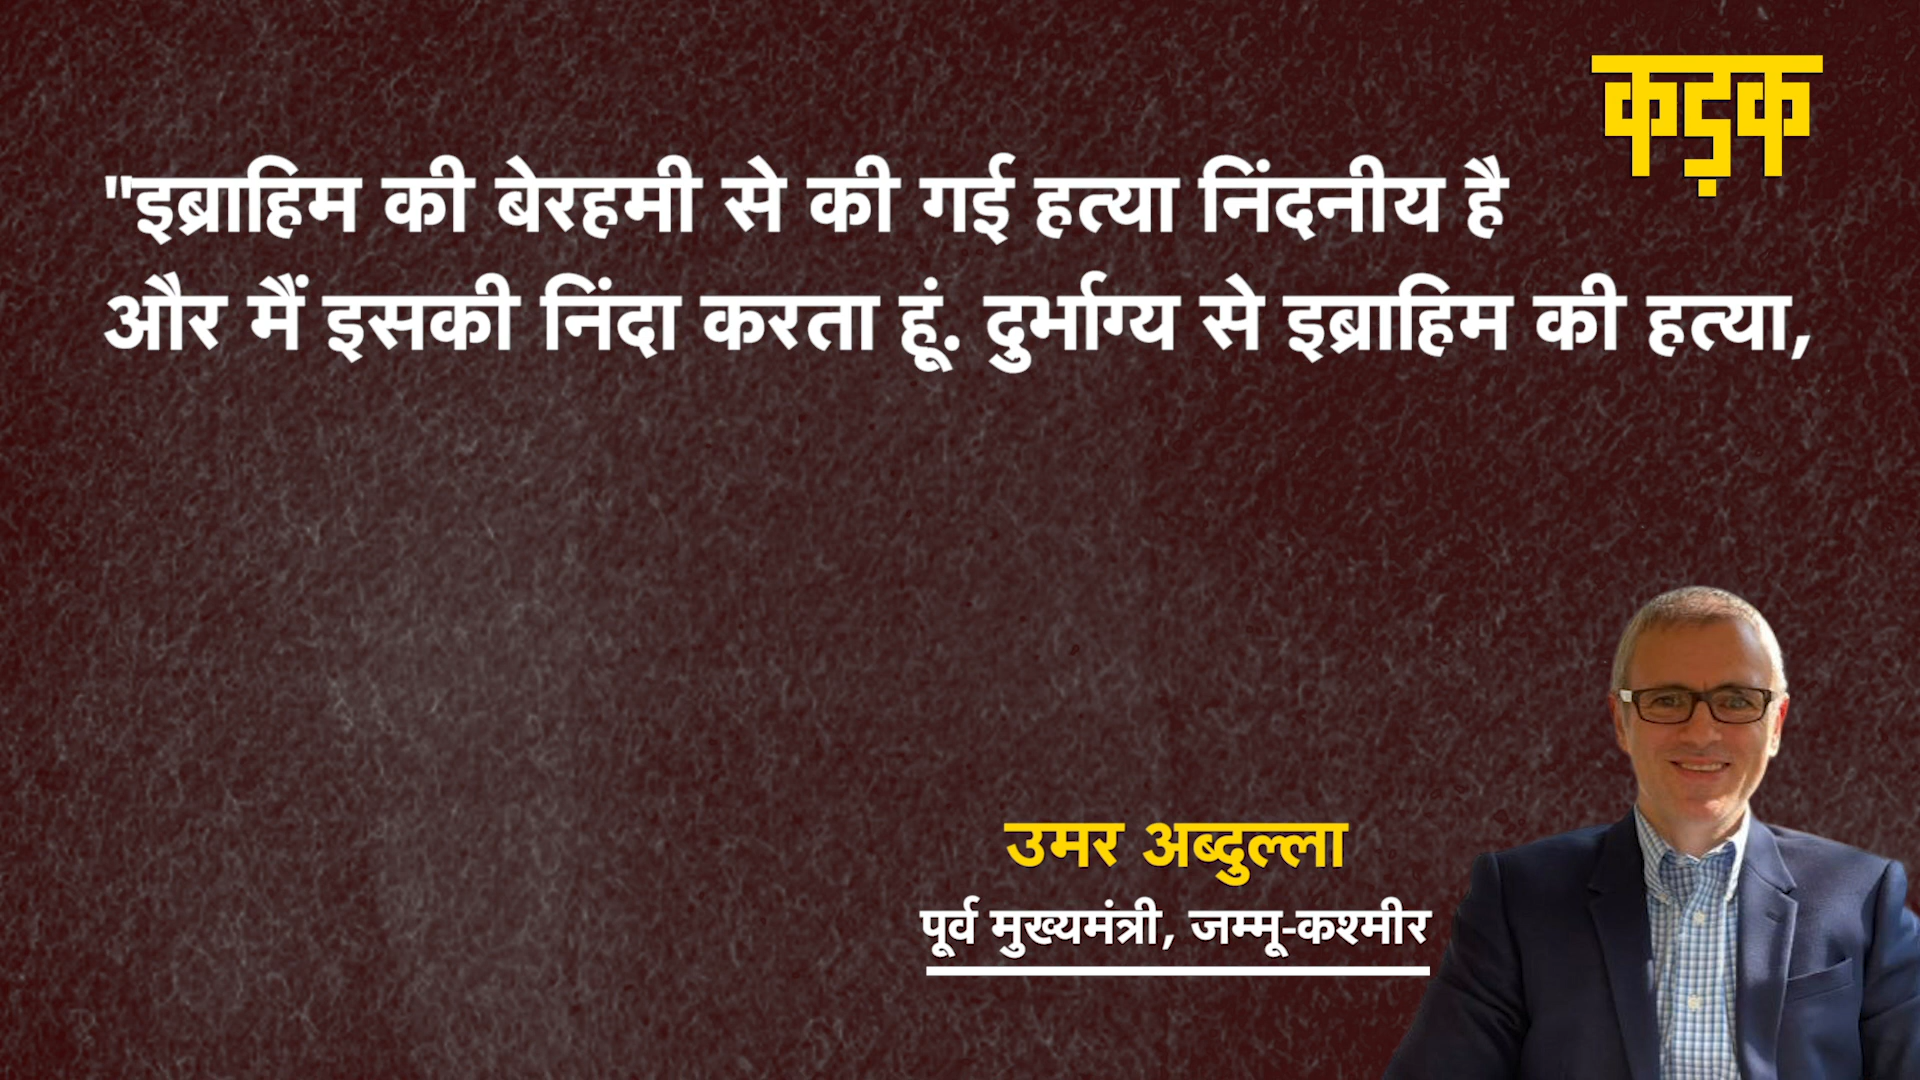 कड़क
"इब्राहिम की बेरहमी से की गई हत्या निंदनीय है
और मैं इसकी निंदा करता हूं. दुर्भाग्य से इब्राहिम की हत्या,
उमर अब्दुल्ला
पूर्व मुख्यमंत्री, जम्मू-कश्मीर